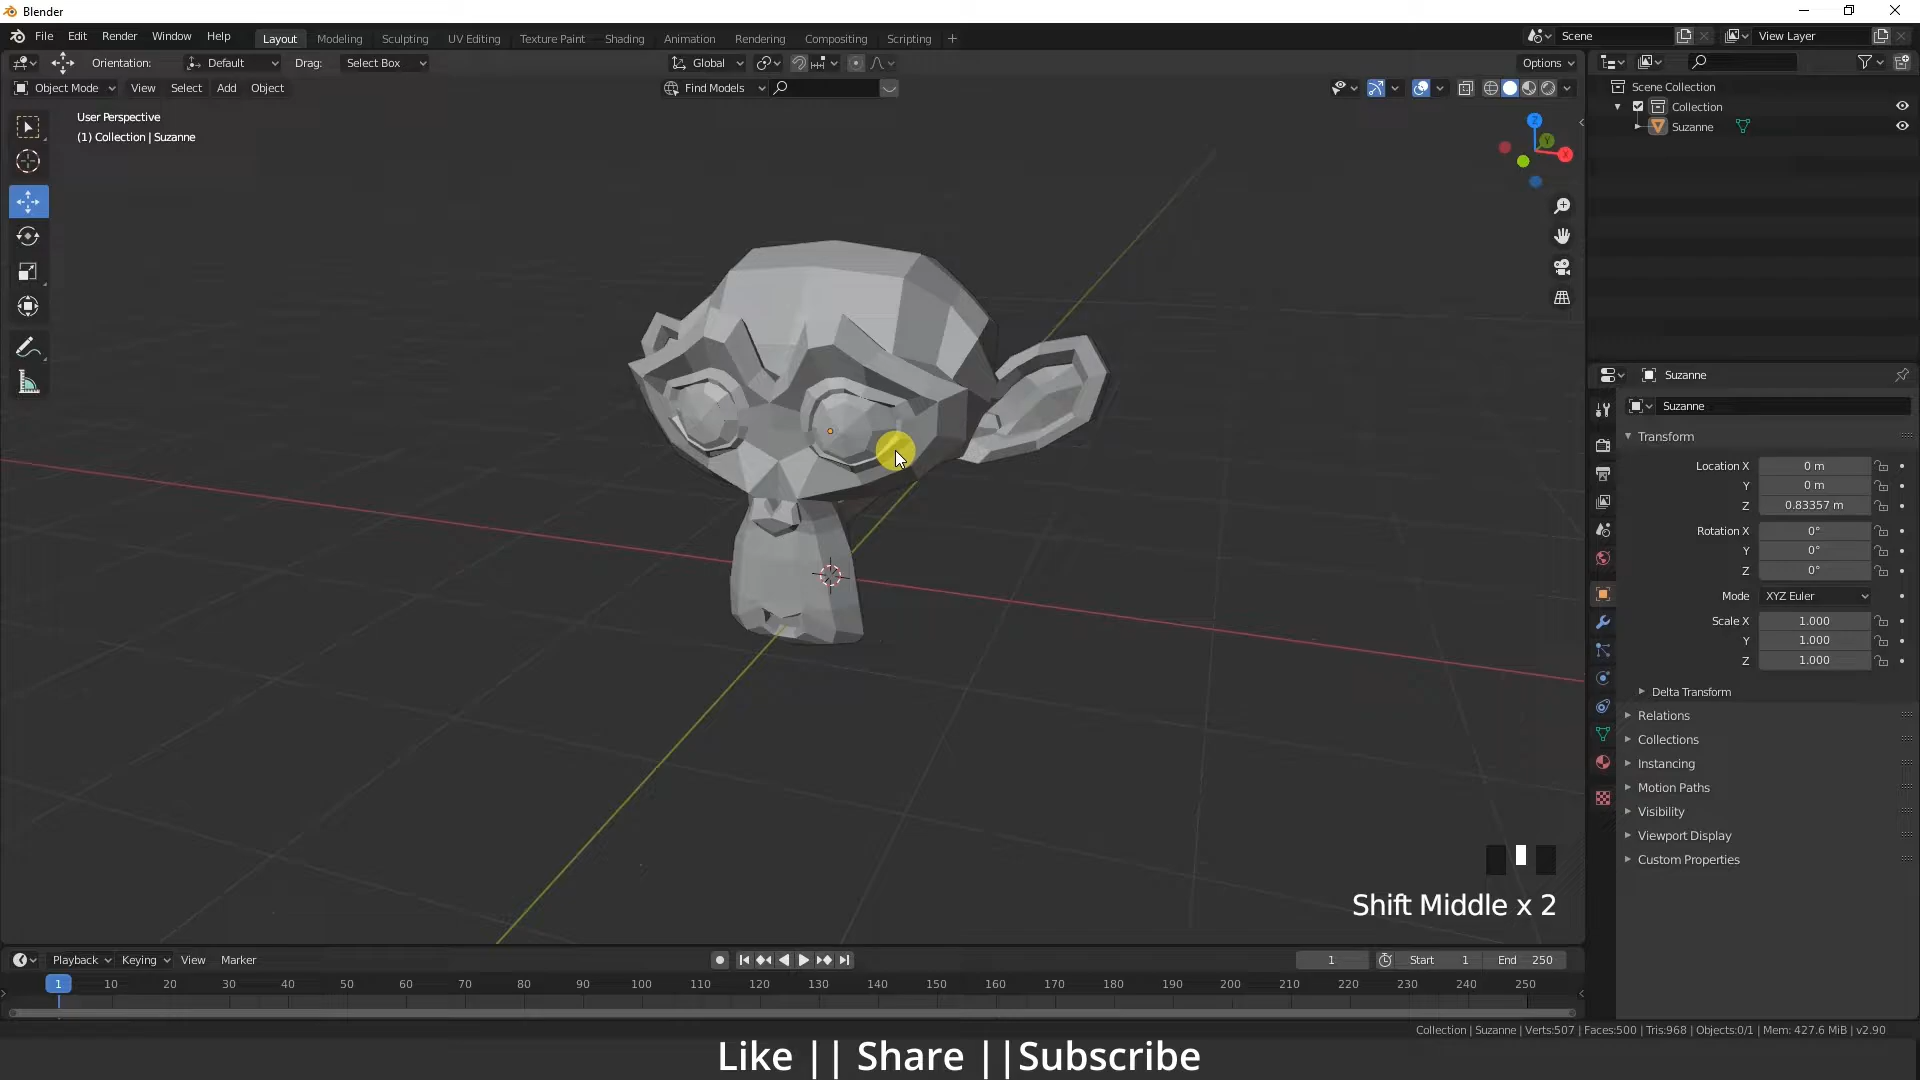 Blender
File Edit Render Window Help Layout Modeling Sculpting UV Editing Texture Paint Shading Animation Rendering Compositing Scripting + Scene View Layer
Orientation: Default Drag: Select Box Global Options
Object Mode View Select Add Object Find Models
User Perspective
(1) Collection | Suzanne
Z
Y
X
Scene Collection
Collection
Suzanne
Suzanne
Suzanne
Transform
Location X 0 m
Y 0 m
Z 0.83357 m
Rotation X 0°
Y 0°
Z 0°
Mode XYZ Euler
Scale X 1.000
Y 1.000
Z 1.000
Delta Transform
Relations
Collections
Instancing
Motion Paths
Visibility
Viewport Display
Custom Properties
Shift Middle x 2
Playback Keying View Marker 1 Start 1 End 250
1 10 20 30 40 50 60 70 80 90 100 110 120 130 140 150 160 170 180 190 200 210 220 230 240 250
Collection | Suzanne | Verts:507 | Faces:500 | Tris:968 | Objects:0/1 | Mem: 427.6 MiB | v2.90
Like || Share ||Subscribe